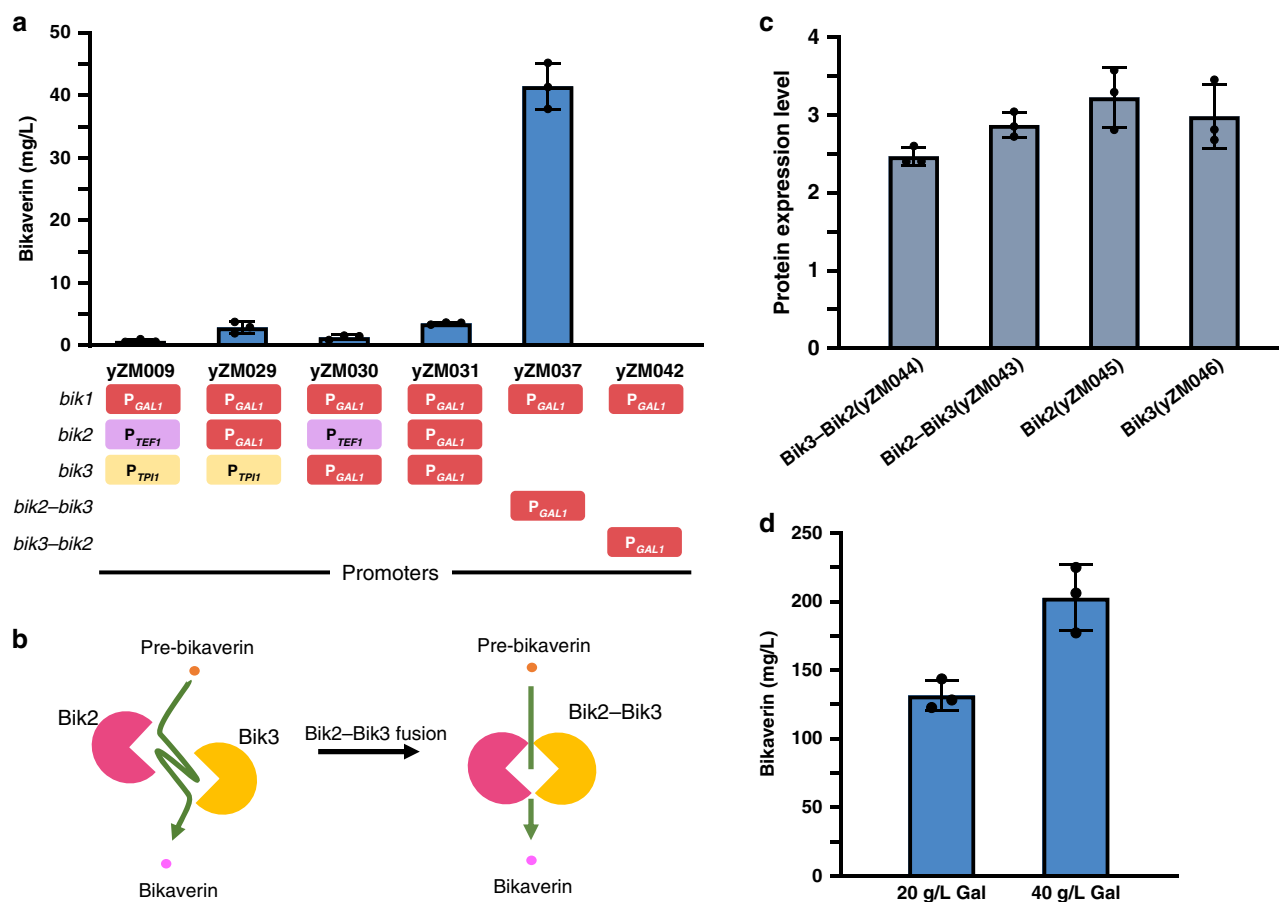 a
50
40
30
20
10
0
Bikaverin (mg/L)
yZM009 yZM029 yZM030 yZM031 yZM037 yZM042
bik1 PGAL1 PGAL1 PGAL1 PGAL1 PGAL1 PGAL1
bik2 PTEF1 PGAL1 PTEF1 PGAL1
bik3 PTPI1 PTPI1 PGAL1 PGAL1
bik2–bik3 PGAL1
bik3–bik2 PGAL1
Promoters
b
Pre-bikaverin
Bik2
Bik3
Bikaverin
Bik2–Bik3 fusion
Pre-bikaverin
Bik2–Bik3
Bikaverin
c
4
3
2
1
0
Protein expression level
Bik3–Bik2(yZM044)
Bik2–Bik3(yZM043)
Bik2(yZM045)
Bik3(yZM046)
d
250
200
150
100
50
0
Bikaverin (mg/L)
20 g/L Gal 40 g/L Gal